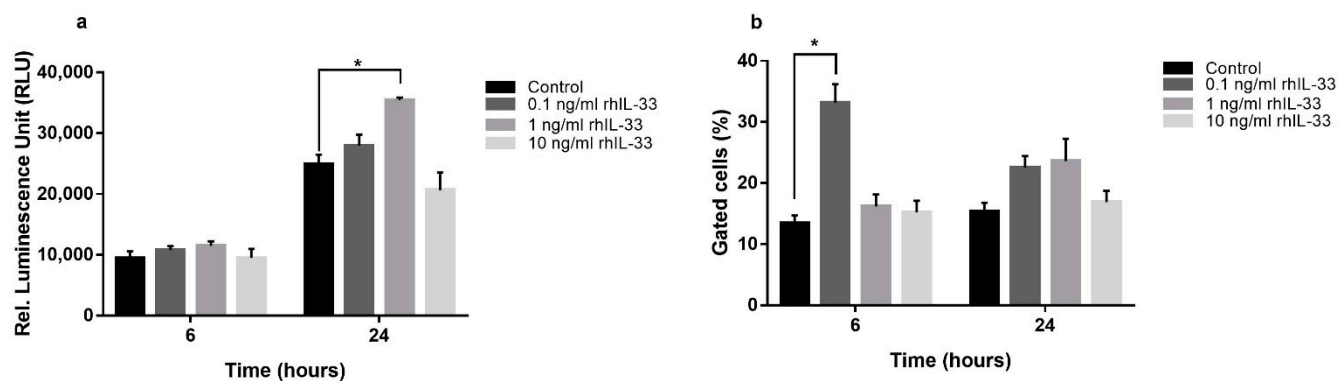 a
Rel. Luminescence Unit (RLU)
40,000
30,000
20,000
10,000
0
*
6
24
Time (hours)
Control
0.1 ng/ml rhIL-33
1 ng/ml rhIL-33
10 ng/ml rhIL-33
b
Gated cells (%)
40
30
20
10
0
*
6
24
Time (hours)
Control
0.1 ng/ml rhIL-33
1 ng/ml rhIL-33
10 ng/ml rhIL-33